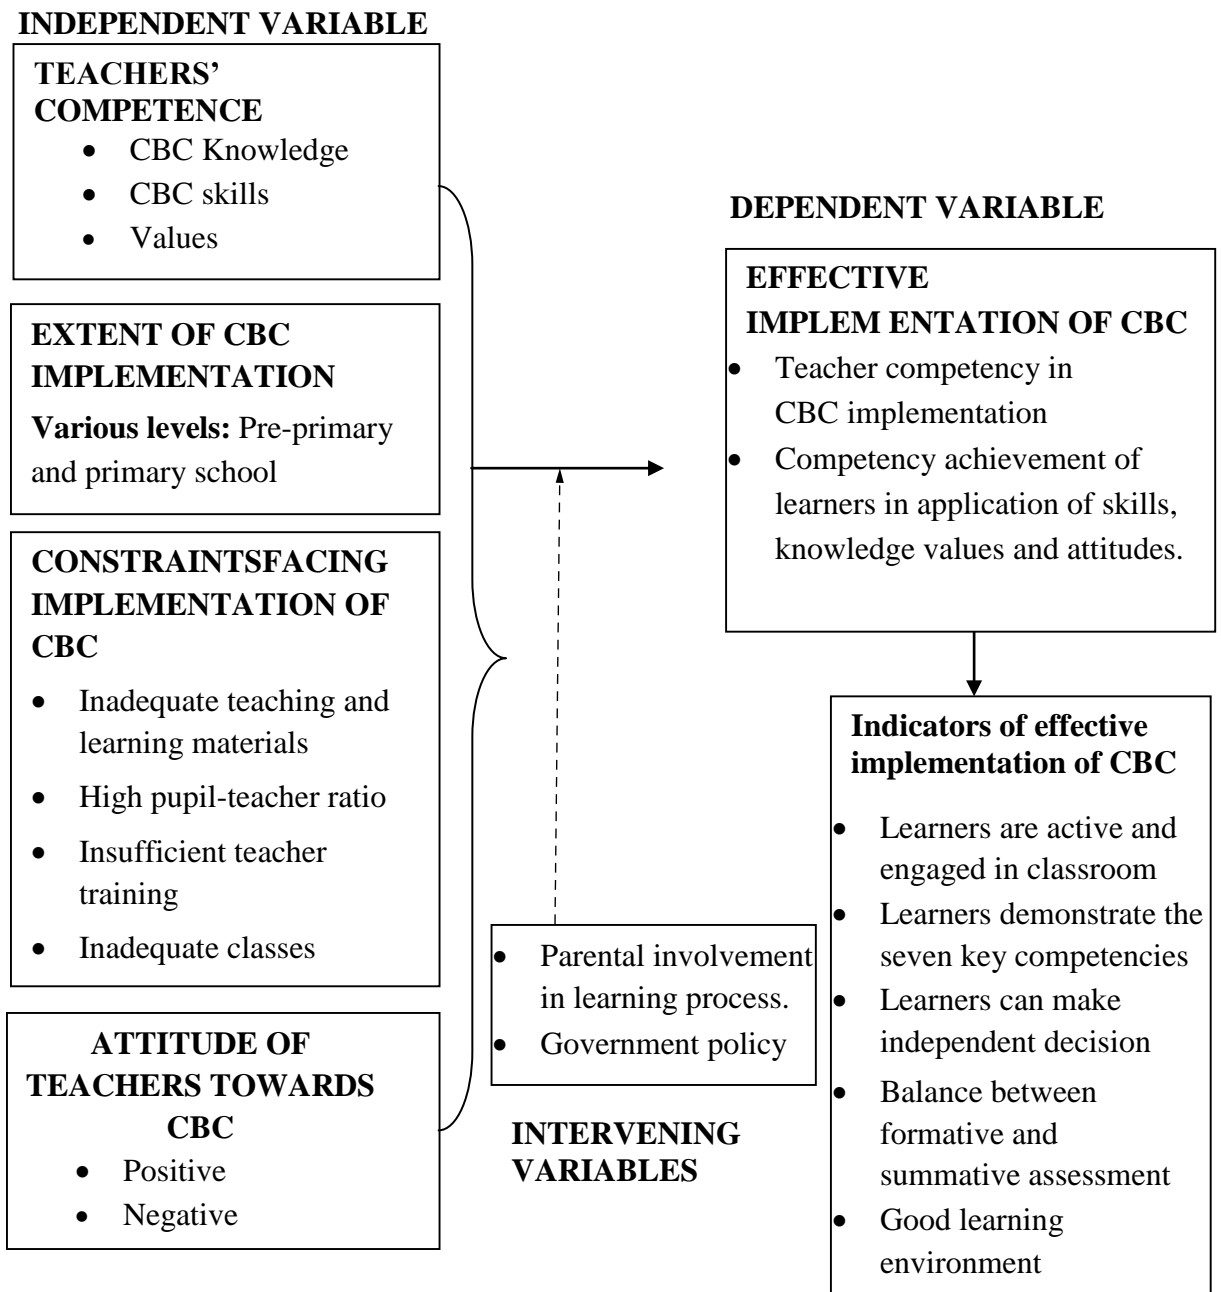 INDEPENDENT VARIABLE
TEACHERS’
COMPETENCE
• CBC Knowledge
• CBC skills
• Values
EXTENT OF CBC
IMPLEMENTATION
Various levels: Pre-primary
and primary school
CONSTRAINTSFACING
IMPLEMENTATION OF
CBC
• Inadequate teaching and
learning materials
• High pupil-teacher ratio
• Insufficient teacher
training
• Inadequate classes
ATTITUDE OF
TEACHERS TOWARDS
CBC
• Positive
• Negative
• Parental involvement
in learning process.
• Government policy
INTERVENING
VARIABLES
DEPENDENT VARIABLE
EFFECTIVE
IMPLEM ENTATION OF CBC
• Teacher competency in
CBC implementation
• Competency achievement of
learners in application of skills,
knowledge values and attitudes.
Indicators of effective
implementation of CBC
• Learners are active and
engaged in classroom
• Learners demonstrate the
seven key competencies
• Learners can make
independent decision
• Balance between
formative and
summative assessment
• Good learning
environment